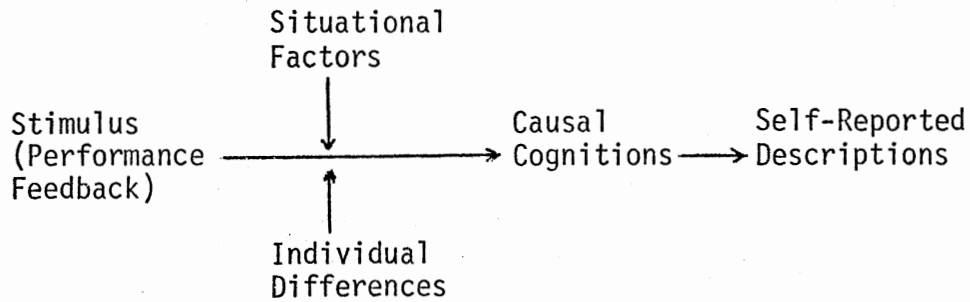 Situational
Factors
Stimulus
(Performance
Feedback)
Causal
Cognitions
Self-Reported
Descriptions
Individual
Differences